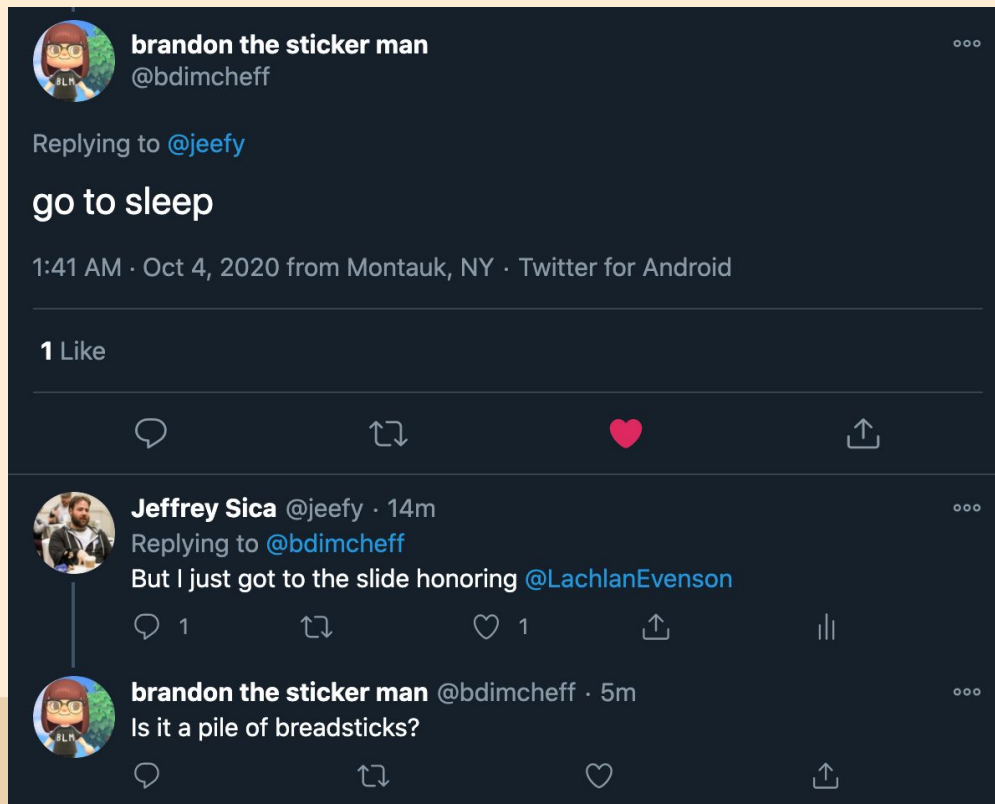 brandon the sticker man
@bdimcheff
BLM
Replying to @jeefy
go to sleep
1:41 AM · Oct 4, 2020 from Montauk, NY · Twitter for Android
1 Like
Jeffrey Sica @jeefy · 14m
Replying to @bdimcheff
But I just got to the slide honoring @LachlanEvenson
1 1
brandon the sticker man @bdimcheff · 5m
BLM
Is it a pile of breadsticks?